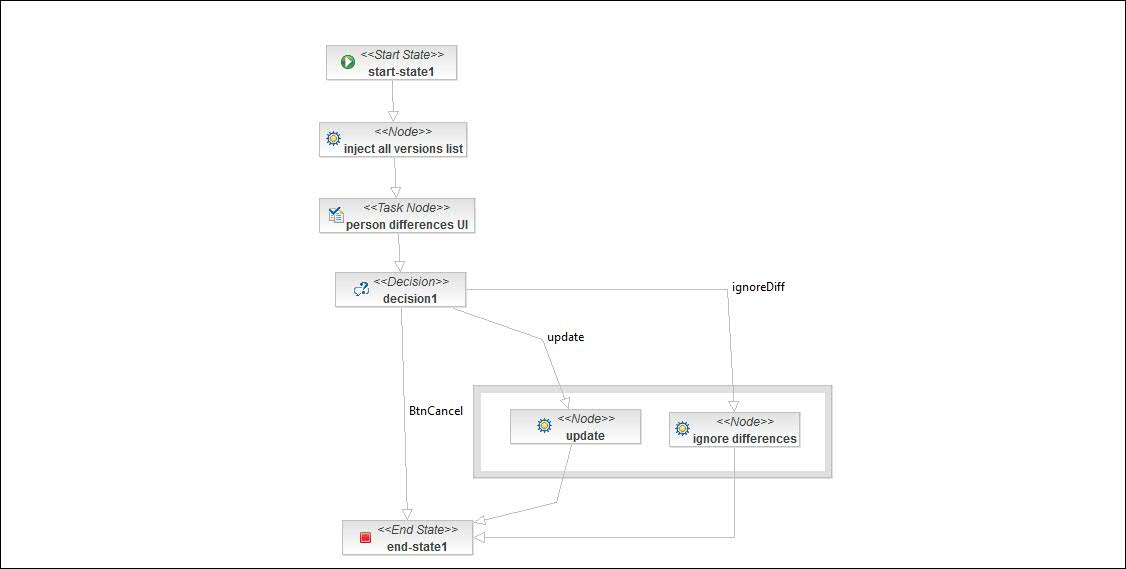 <<Start State>>
start-state1
<<Node>>
inject all versions list
<<Task Node>>
person differences UI
<<Decision>>
decision1
ignoreDiff
update
BtnCancel
<<Node>>
update
<<Node>>
ignore differences
<<End State>>
end-state1